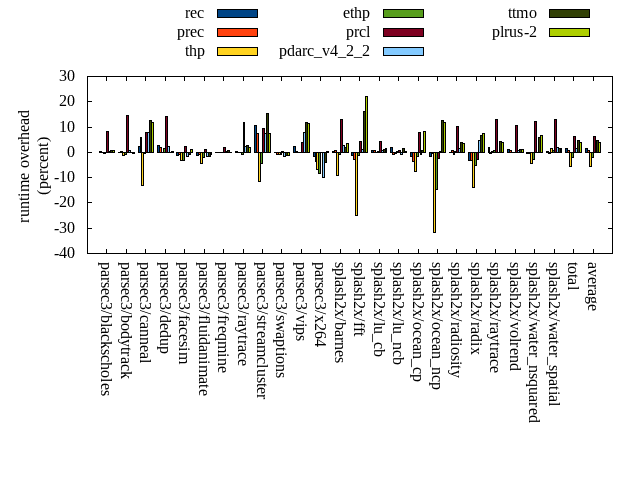 rec ethp ttmo
prec prcl plrus-2
thp pdarc_v4_2_2
30
20
10
0
-10
-20
-30
-40
runtime overhead
(percent)
parsec3/blackscholes
parsec3/bodytrack
parsec3/canneal
parsec3/dedup
parsec3/facesim
parsec3/fluidanimate
parsec3/freqmine
parsec3/raytrace
parsec3/streamcluster
parsec3/swaptions
parsec3/vips
parsec3/x264
splash2x/barnes
splash2x/fft
splash2x/lu_cb
splash2x/lu_ncb
splash2x/ocean_cp
splash2x/ocean_ncp
splash2x/radiosity
splash2x/radix
splash2x/raytrace
splash2x/volrend
splash2x/water_nsquared
splash2x/water_spatial
total
average